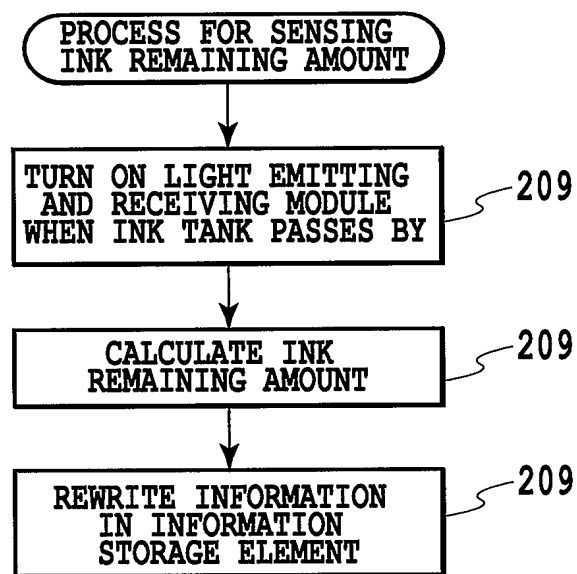 PROCESS FOR SENSING
INK REMAINING AMOUNT
TURN ON LIGHT EMITTING
AND RECEIVING MODULE
WHEN INK TANK PASSES BY
209
CALCULATE INK
REMAINING AMOUNT
209
REWRITE INFORMATION
IN INFORMATION
STORAGE ELEMENT
209